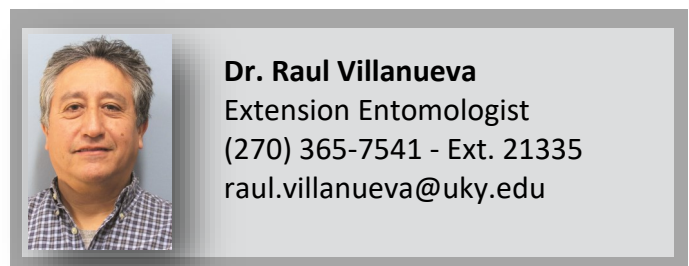 Dr. Raul Villanueva
Extension Entomologist
(270) 365-7541 - Ext. 21335
raul.villanueva@uky.edu